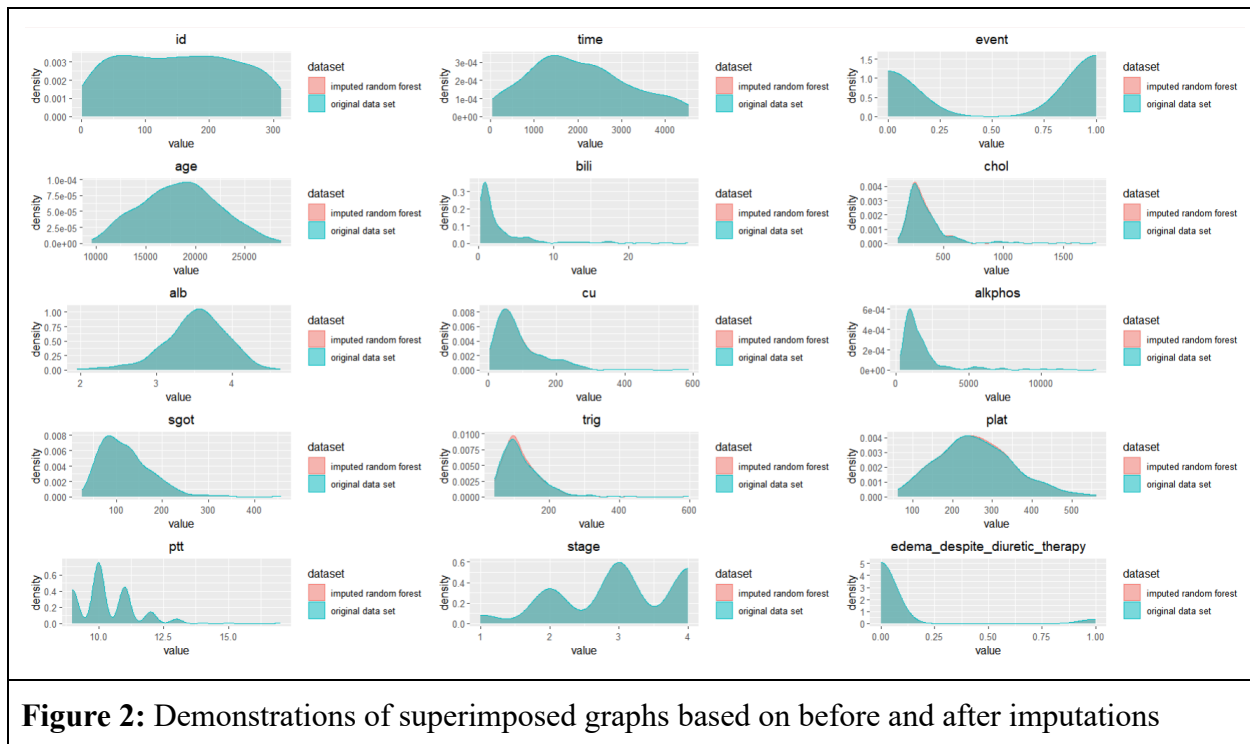 id
time
event
density
0.003
0.002
0.001
0.000
0
100
200
300
value
dataset
imputed random forest
original data set
density
3e-04
2e-04
1e-04
0e+00
0
1000
2000
3000
4000
value
dataset
imputed random forest
original data set
density
1.5
1.0
0.5
0.0
0.00
0.25
0.50
0.75
1.00
value
dataset
imputed random forest
original data set
age
bili
chol
density
1.0e-04
7.5e-05
5.0e-05
2.5e-05
0.0e+00
10000
15000
20000
25000
value
dataset
imputed random forest
original data set
density
0.3
0.2
0.1
0.0
0
10
20
value
dataset
imputed random forest
original data set
density
0.004
0.003
0.002
0.001
0.000
500
1000
1500
value
dataset
imputed random forest
original data set
alb
cu
alkphos
density
1.00
0.75
0.50
0.25
0.00
2
3
4
value
dataset
imputed random forest
original data set
density
0.008
0.006
0.004
0.002
0.000
0
200
400
600
value
dataset
imputed random forest
original data set
density
6e-04
4e-04
2e-04
0e+00
0
5000
10000
value
dataset
imputed random forest
original data set
sgot
trig
plat
density
0.008
0.006
0.004
0.002
0.000
100
200
300
400
value
dataset
imputed random forest
original data set
density
0.0100
0.0075
0.0050
0.0025
0.0000
200
400
600
value
dataset
imputed random forest
original data set
density
0.004
0.003
0.002
0.001
0.000
100
200
300
400
500
value
dataset
imputed random forest
original data set
ptt
stage
edema_despite_diuretic_therapy
density
0.6
0.4
0.2
0.0
10.0
12.5
15.0
value
dataset
imputed random forest
original data set
density
0.6
0.4
0.2
0.0
1
2
3
4
value
dataset
imputed random forest
original data set
density
5
4
3
2
1
0
0.00
0.25
0.50
0.75
1.00
value
dataset
imputed random forest
original data set
Figure 2: Demonstrations of superimposed graphs based on before and after imputations